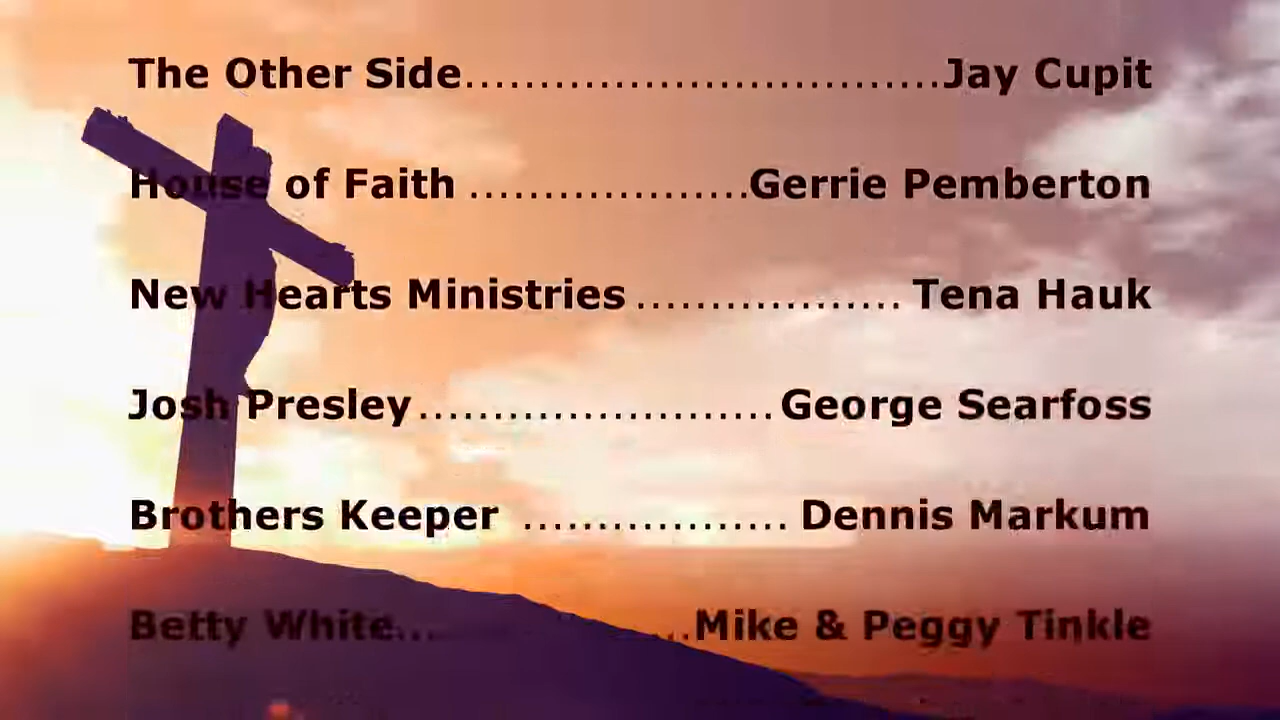 The Other Side................................Jay Cupit
House of Faith ...................Gerrie Pemberton
New Hearts Ministries .................. Tena Hauk
Josh Presley........................George Searfoss
Brothers Keeper .................. Dennis Markum
Betty White... ...Mike & Peggy Tinkle